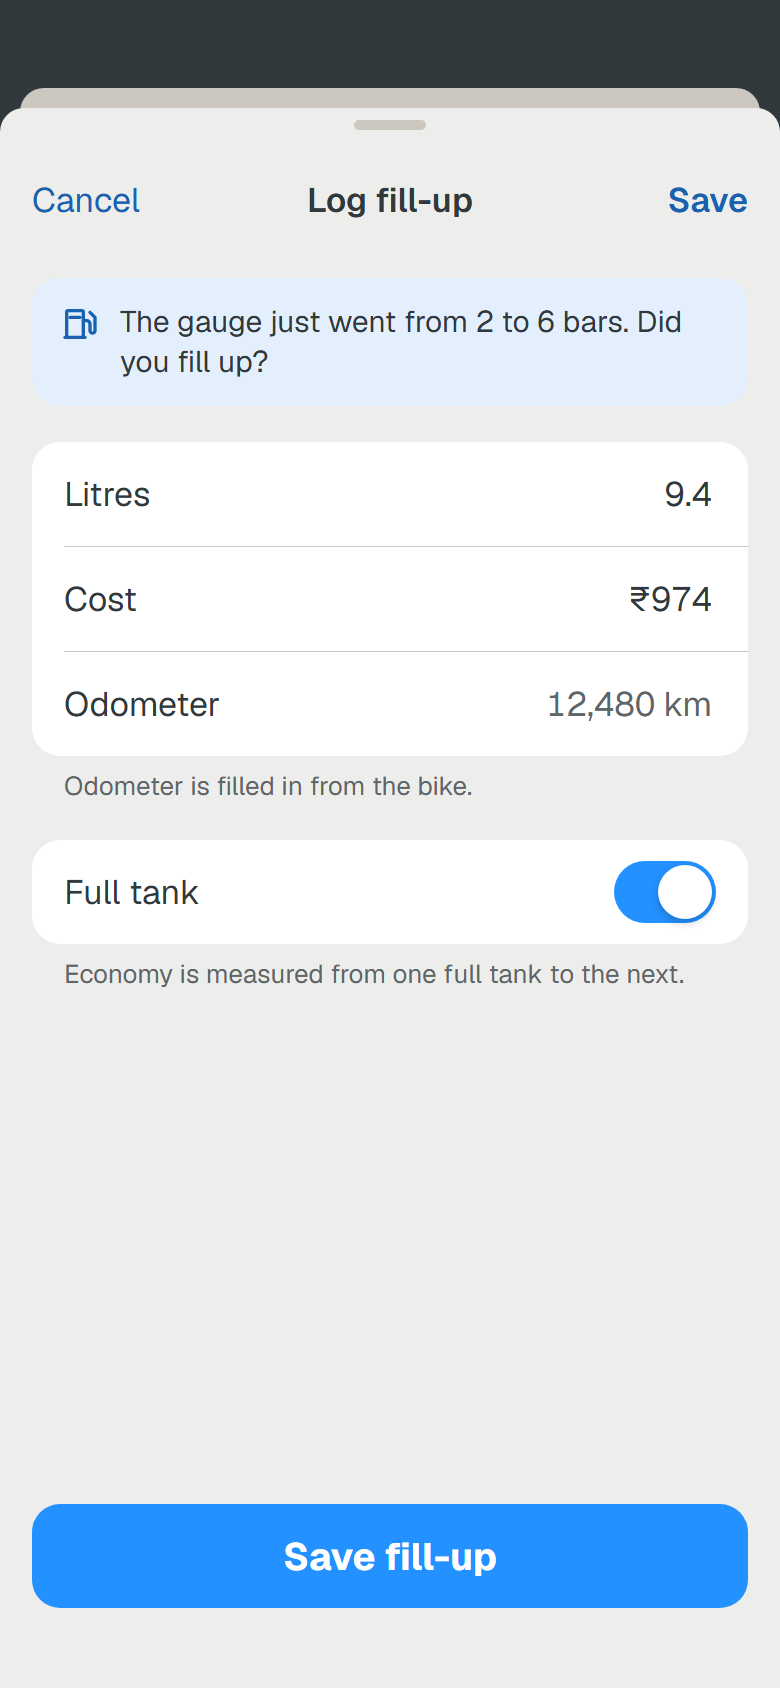 Cancel
Log fill-up
Save
The gauge just went from 2 to 6 bars. Did
you fill up?
Litres 9.4
Cost ₹974
Odometer 12,480 km
Odometer is filled in from the bike.
Full tank
Economy is measured from one full tank to the next.
Save fill-up